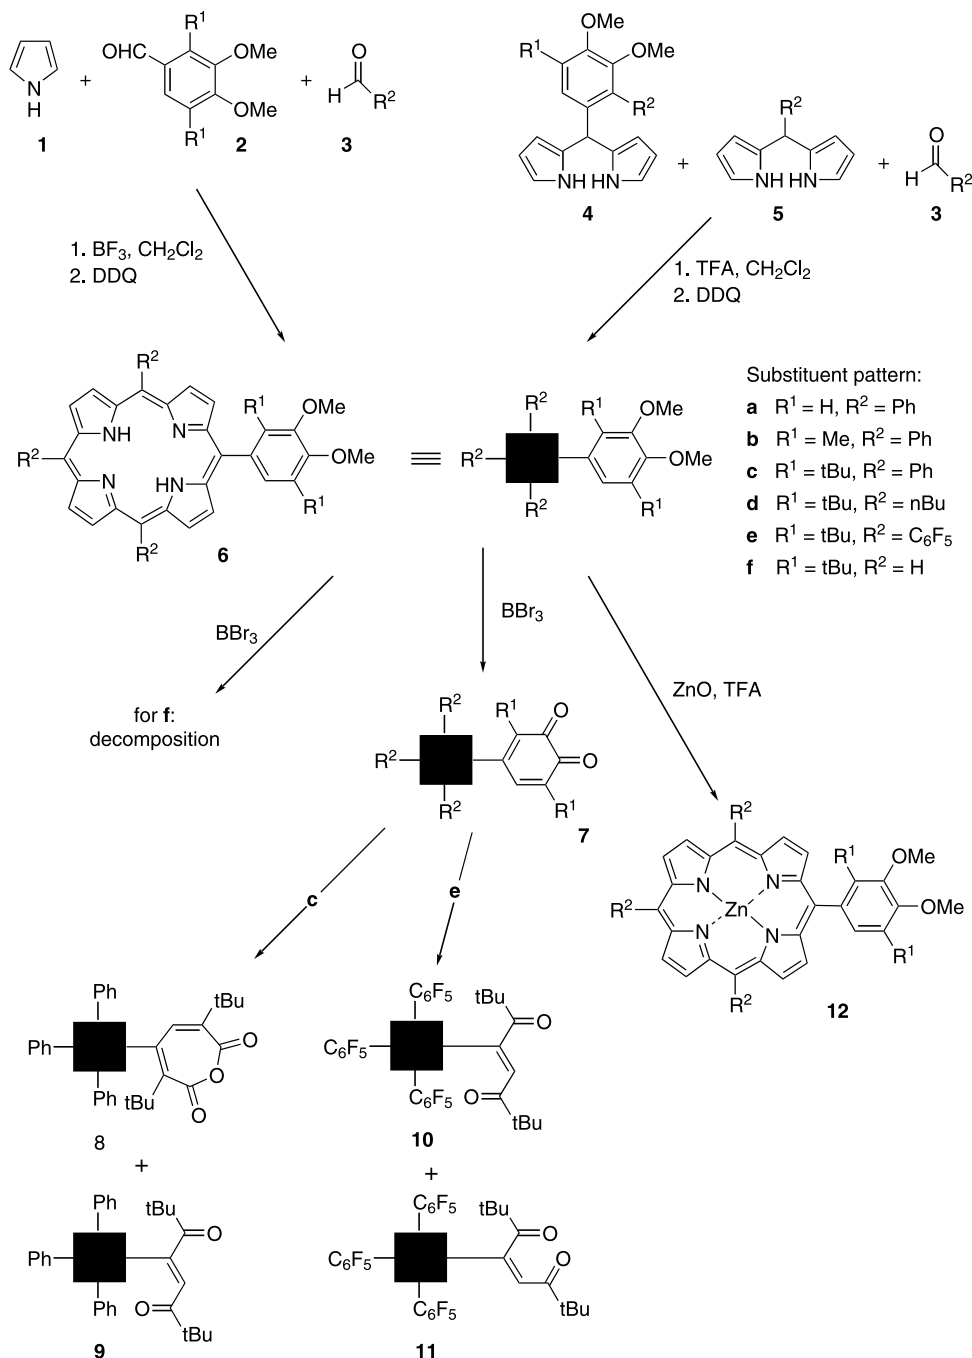 OHC R¹ OMe OMe R¹
N H + + O H R²
1 2 3
OMe R¹ OMe R² NH HN
+ R² NH HN + O H R²
4 5 3
1. BF₃, CH₂Cl₂
2. DDQ
1. TFA, CH₂Cl₂
2. DDQ
R² R¹ OMe OMe R¹ NH N R² N HN R²
6
≡
R² R¹ OMe OMe R¹ R² R²
Substituent pattern:
a R¹ = H, R² = Ph
b R¹ = Me, R² = Ph
c R¹ = tBu, R² = Ph
d R¹ = tBu, R² = nBu
e R¹ = tBu, R² = C₆F₅
f R¹ = tBu, R² = H
BBr₃
BBr₃
ZnO, TFA
for f:
decomposition
R² R¹ O O R² R² R¹
7
c
e
R² R¹ OMe OMe R¹ N N Zn N N R² R²
12
Ph tBu O O O Ph tBu Ph
8
+
Ph tBu O Ph Ph O tBu
9
C₆F₅ tBu O C₆F₅ C₆F₅ O tBu
10
+
C₆F₅ tBu O O C₆F₅ C₆F₅ tBu
11